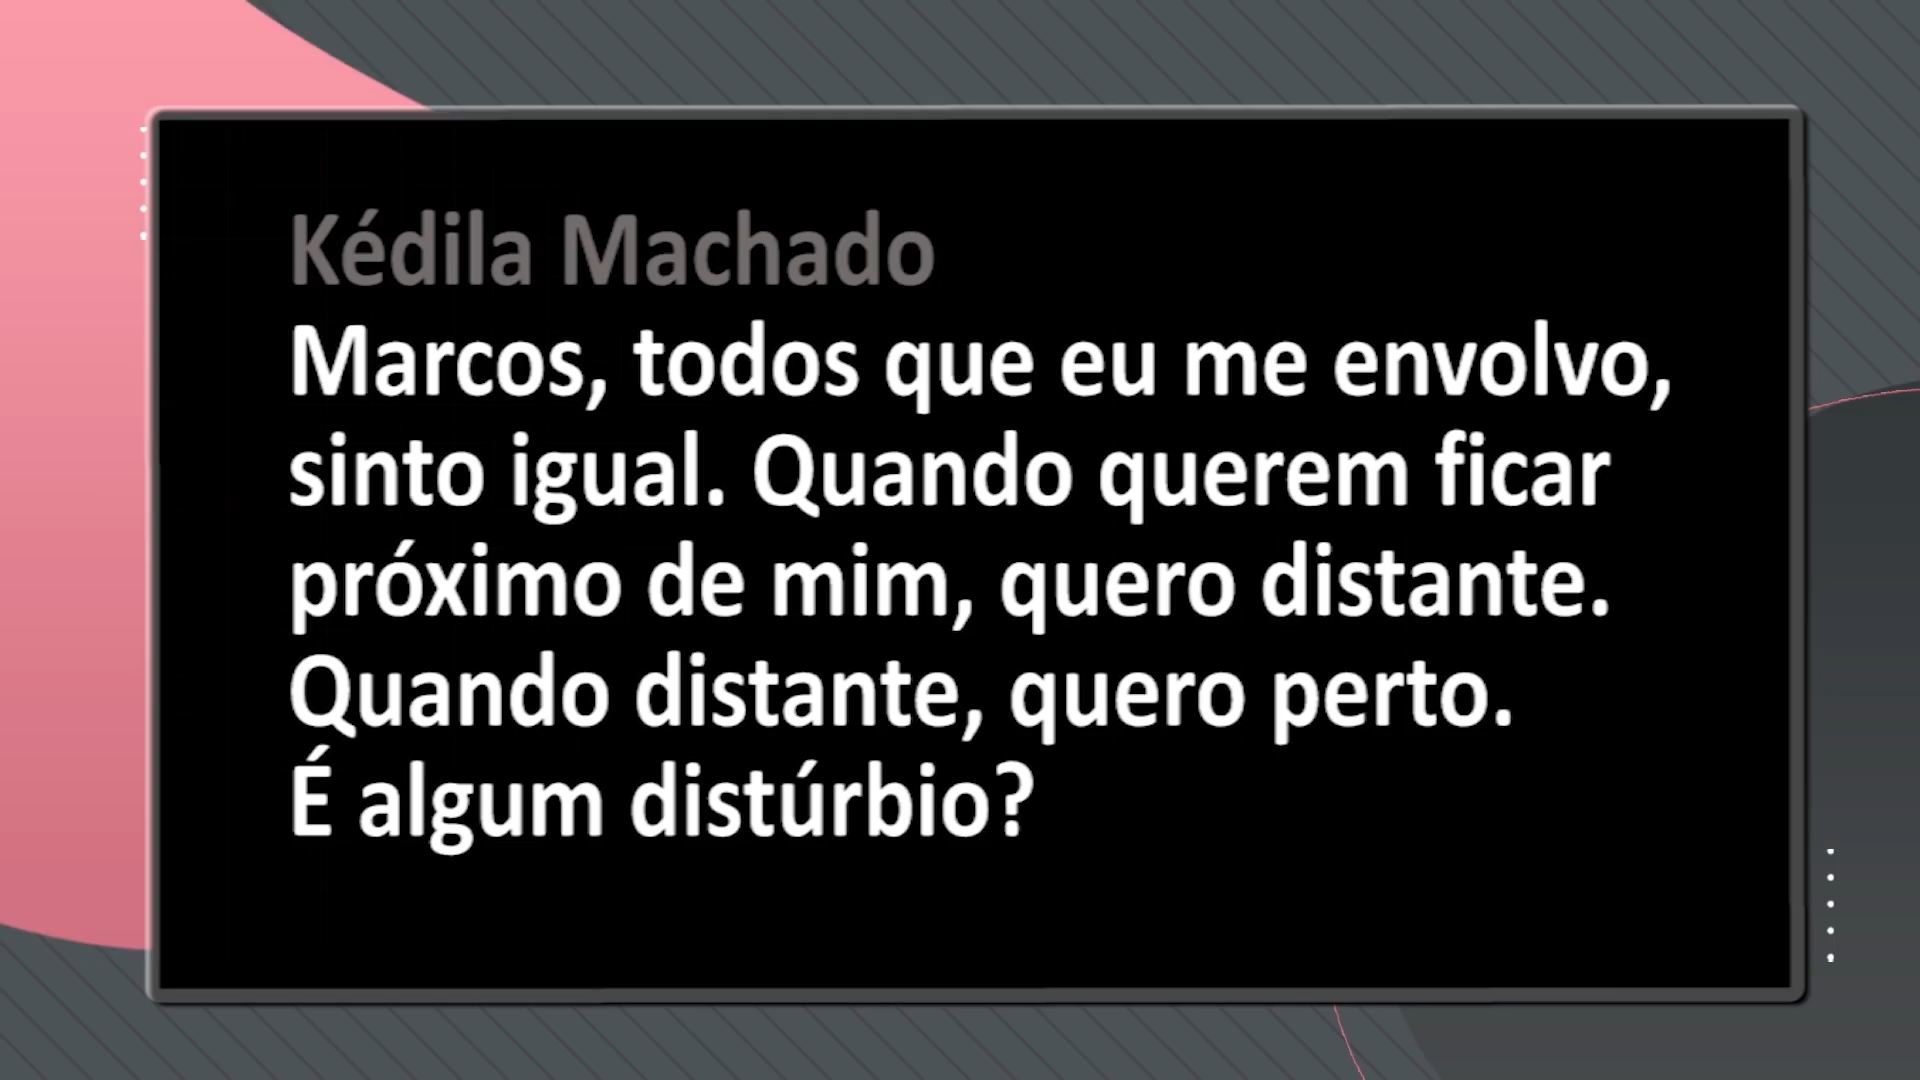 Kédila Machado
Marcos, todos que eu me envolvo,
sinto igual. Quando querem ficar
próximo de mim, quero distante.
Quando distante, quero perto.
É algum distúrbio?